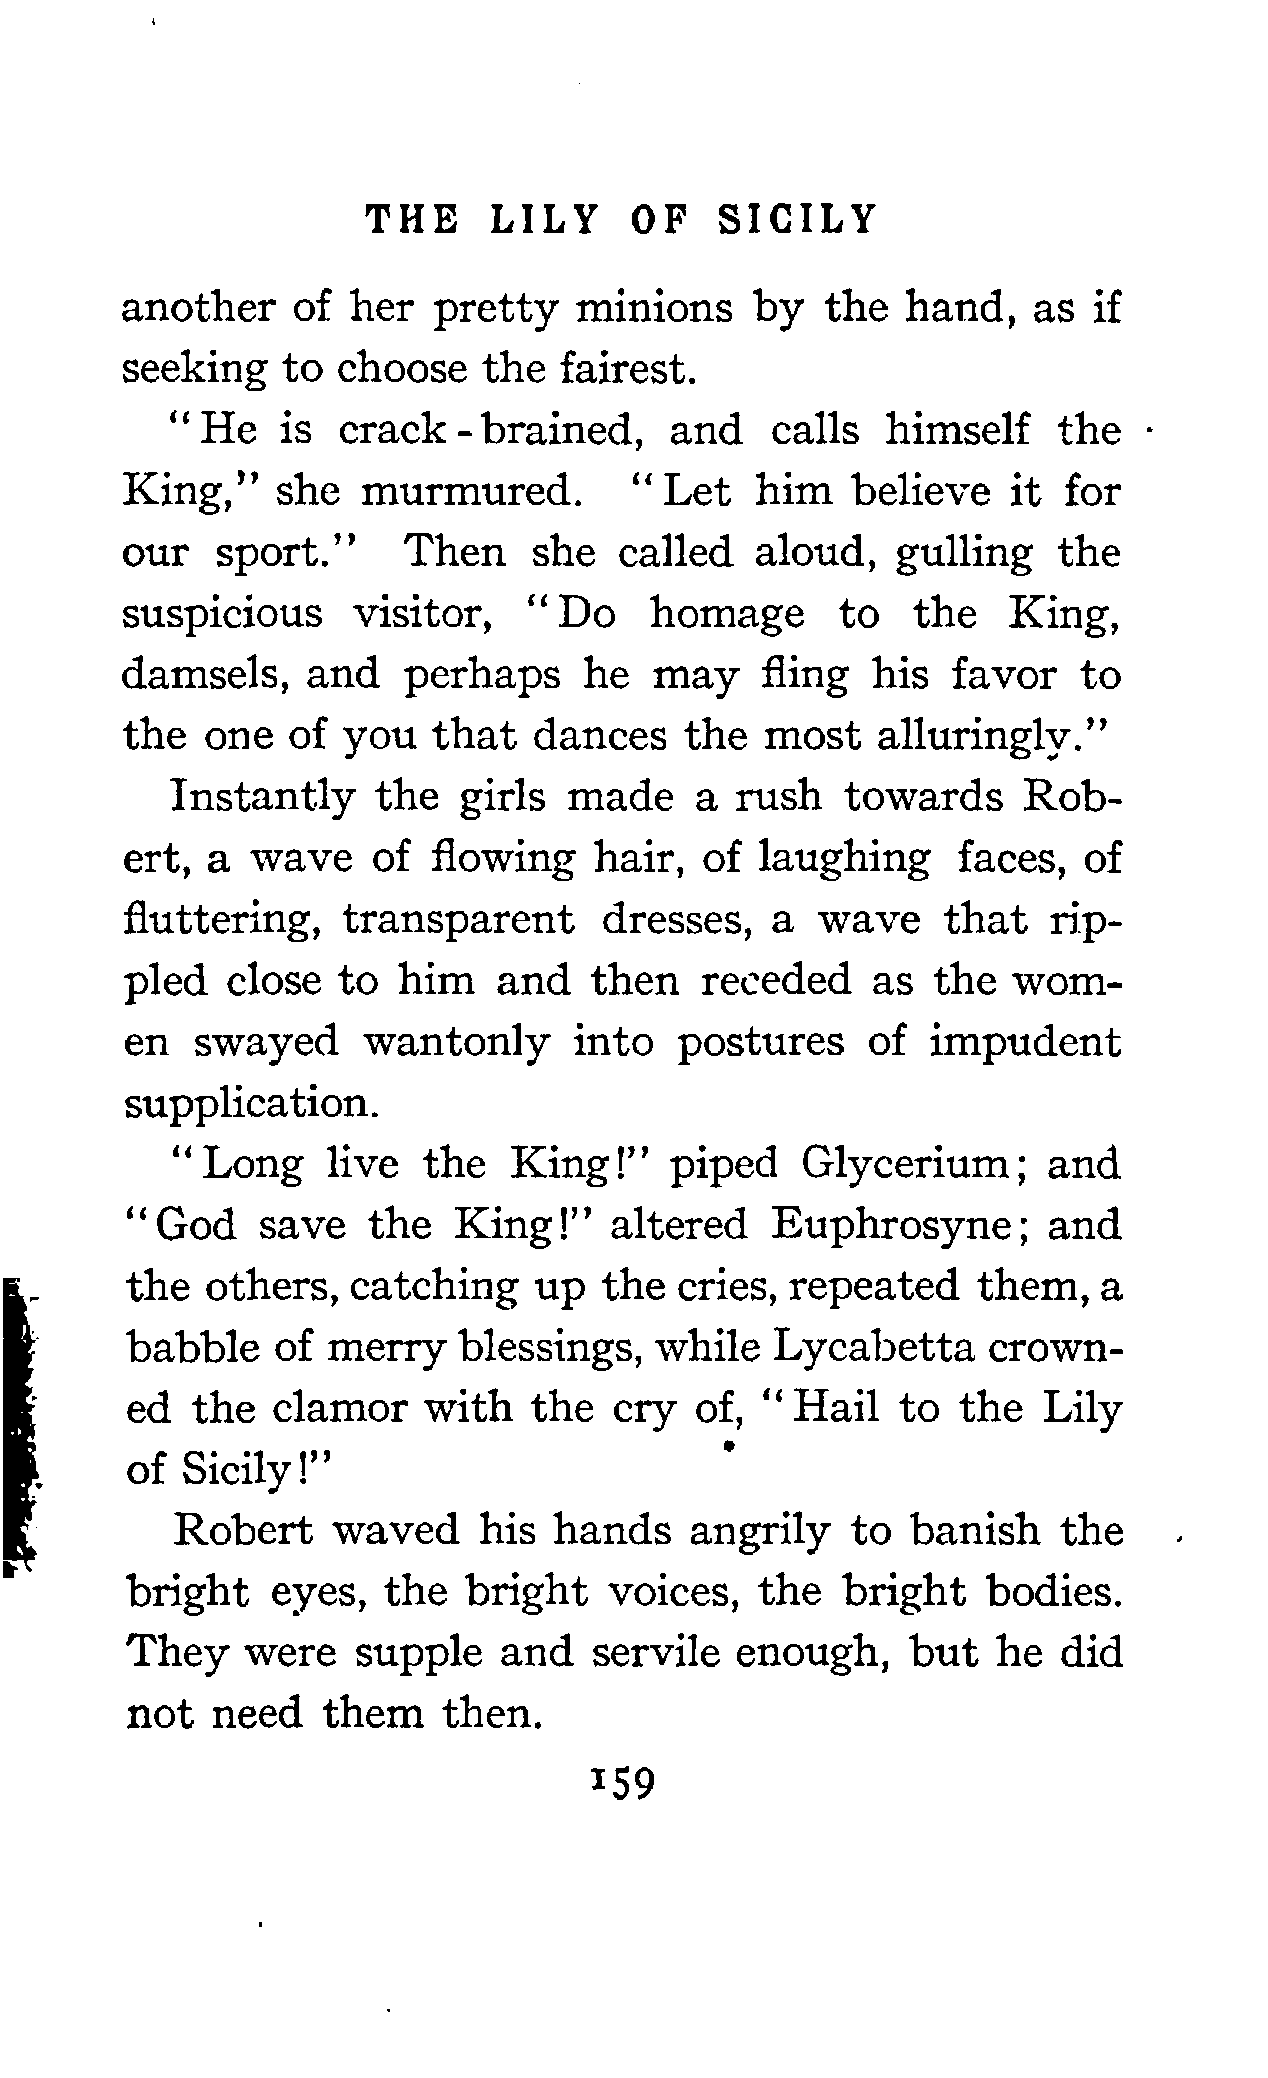 THE LILY OF SICILY
another of her pretty minions by the hand, as if
seeking to choose the fairest.
"He is crack-brained, and calls himself the
King," she murmured. "Let him believe it for
our sport." Then she called aloud, gulling the
suspicious visitor, "Do homage to the King,
damsels, and perhaps he may fling his favor to
the one of you that dances the most alluringly."
Instantly the girls made a rush towards Rob-
ert, a wave of flowing hair, of laughing faces, of
fluttering, transparent dresses, a wave that rip-
pled close to him and then receded as the wom-
en swayed wantonly into postures of impudent
supplication.
"Long live the King!" piped Glycerium; and
"God save the King!" altered Euphrosyne; and
the others, catching up the cries, repeated them, a
babble of merry blessings, while Lycabetta crown-
ed the clamor with the cry of, "Hail to the Lily
of Sicily!"
Robert waved his hands angrily to banish the
bright eyes, the bright voices, the bright bodies.
They were supple and servile enough, but he did
not need them then.
159